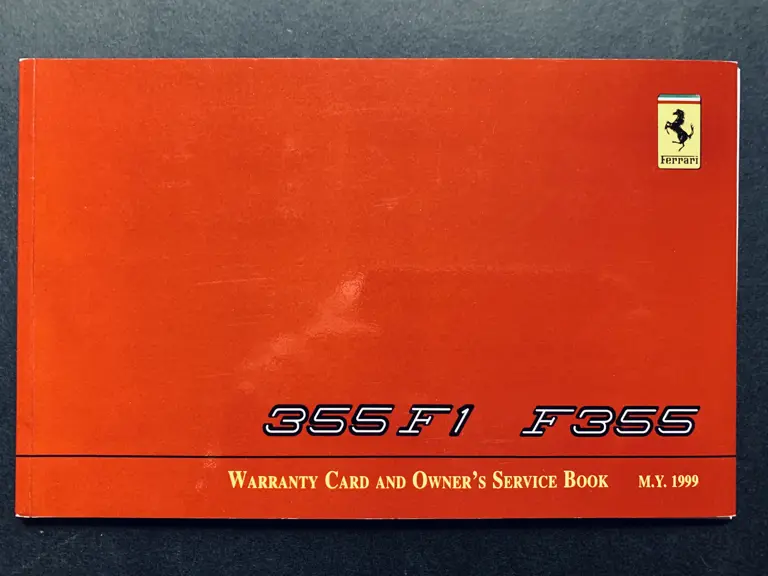 Ferrari
355 F1 F355
WARRANTY CARD AND OWNER'S SERVICE BOOK M.Y. 1999